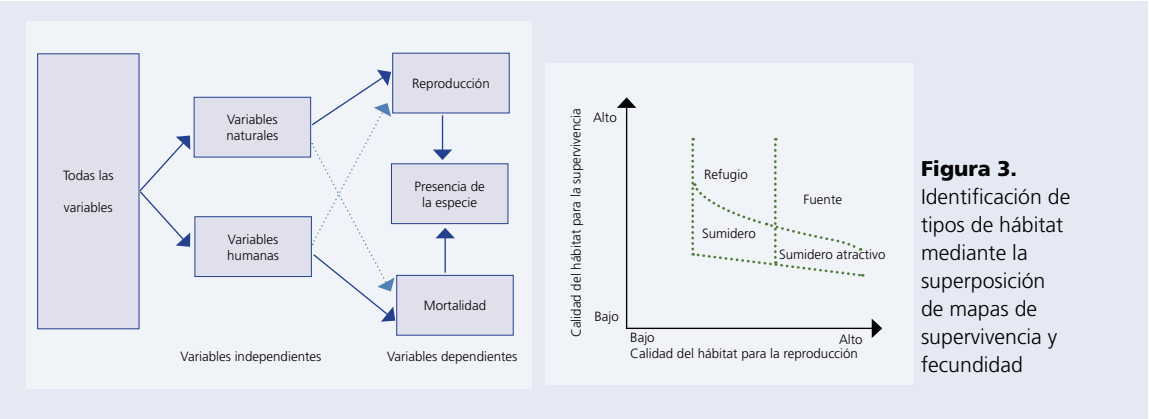 Todas las
variables
Variables
naturales
Variables
humanas
Reproducción
Presencia de
la especie
Mortalidad
Variables independientes
Variables dependientes
Calidad del hábitat para la supervivencia
Alto
Refugio
Fuente
Sumidero
Sumidero atractivo
Bajo
Bajo
Alto
Calidad del hábitat para la reproducción
Figura 3.
Identificación de
tipos de hábitat
mediante la
superposición
de mapas de
supervivencia y
fecundidad